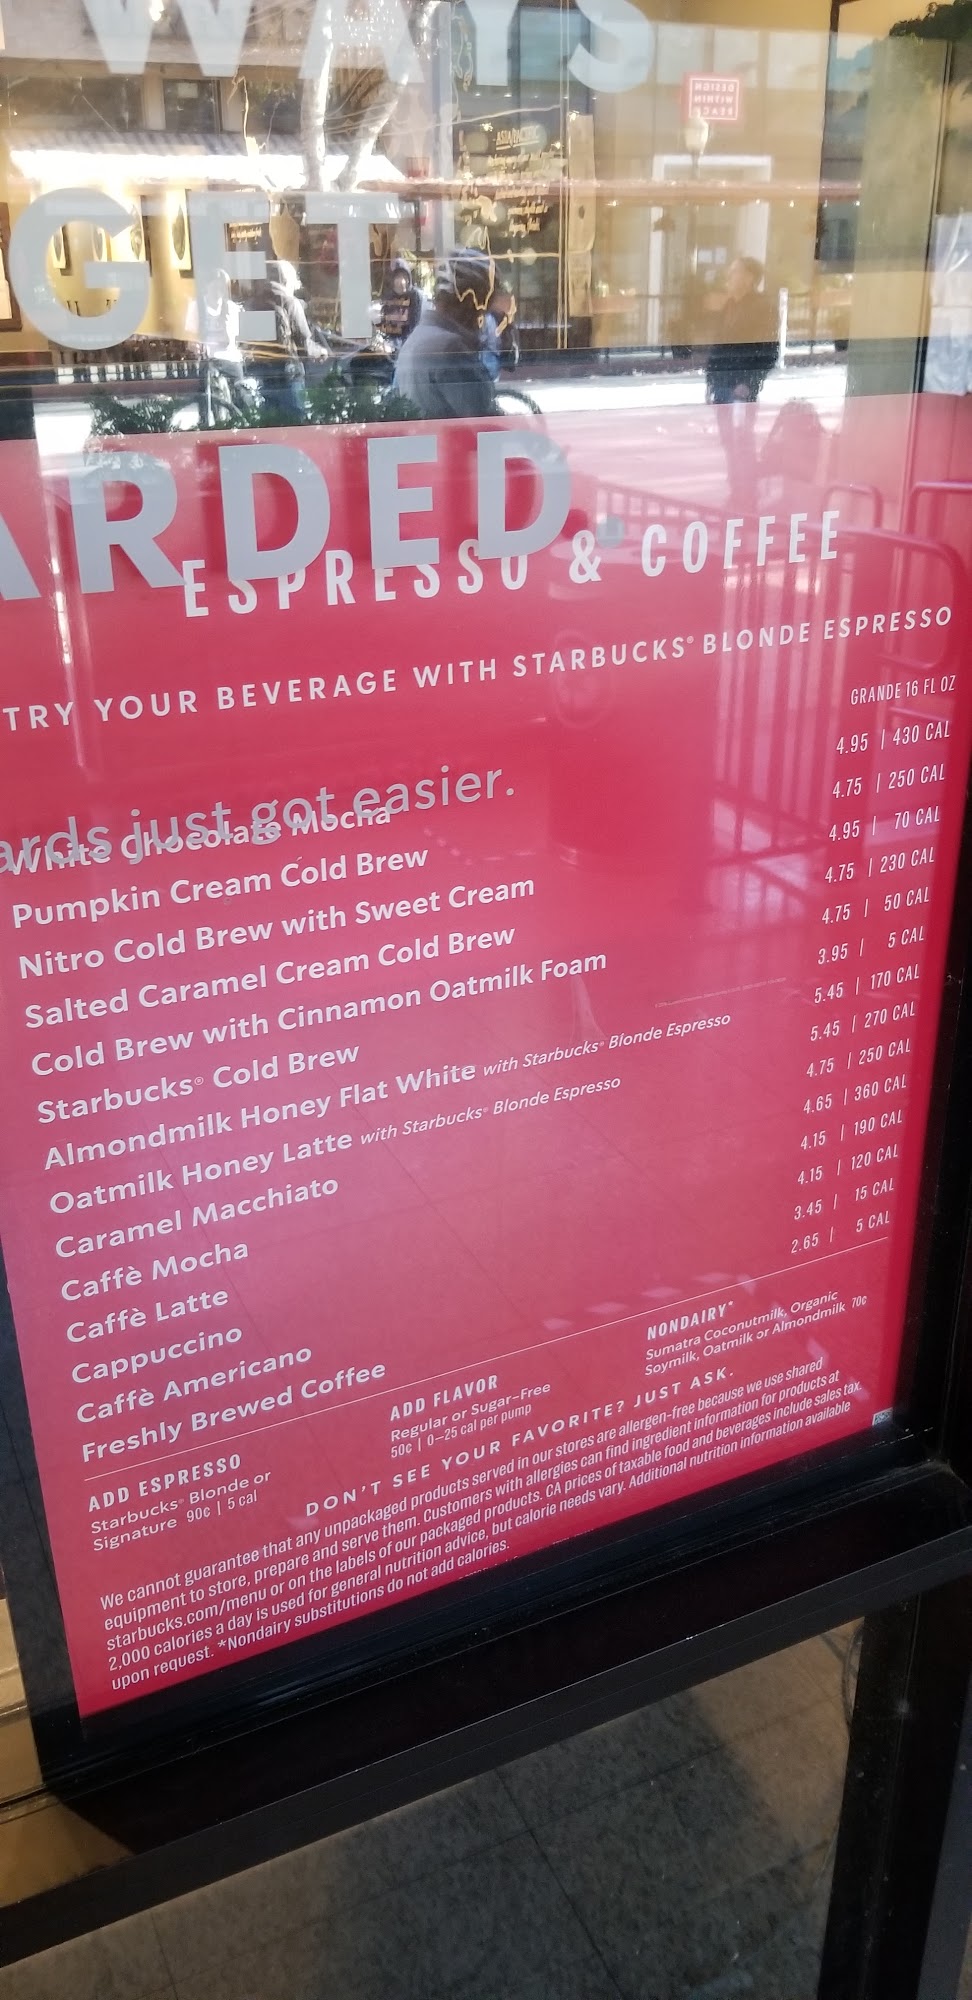 WAYS
DESIGN
WITHIN
REACH
ASIA/PACIFIC
GET
ARDED.
ESPRESSO & COFFEE
TRY YOUR BEVERAGE WITH STARBUCKS® BLONDE ESPRESSO
GRANDE 16 FL OZ
ards just got easier.
White Chocolate Mocha 4.95 | 430 CAL
Pumpkin Cream Cold Brew 4.75 | 250 CAL
Nitro Cold Brew with Sweet Cream 4.95 | 70 CAL
Salted Caramel Cream Cold Brew 4.75 | 230 CAL
Cold Brew with Cinnamon Oatmilk Foam 4.75 | 50 CAL
Starbucks® Cold Brew 3.95 | 5 CAL
Almondmilk Honey Flat White with Starbucks® Blonde Espresso 5.45 | 170 CAL
Oatmilk Honey Latte with Starbucks® Blonde Espresso 5.45 | 270 CAL
Caramel Macchiato 4.75 | 250 CAL
Caffè Mocha 4.65 | 360 CAL
Caffè Latte 4.15 | 190 CAL
Cappuccino 4.15 | 120 CAL
Caffè Americano 3.45 | 15 CAL
Freshly Brewed Coffee 2.65 | 5 CAL
ADD ESPRESSO
Starbucks® Blonde or
Signature 90¢ | 5 cal
ADD FLAVOR
Regular or Sugar-Free
50¢ | 0–25 cal per pump
NONDAIRY*
Sumatra Coconutmilk, Organic
Soymilk, Oatmilk or Almondmilk 70¢
DON'T SEE YOUR FAVORITE? JUST ASK.
We cannot guarantee that any unpackaged products served in our stores are allergen-free because we use shared
equipment to store, prepare and serve them. Customers with allergies can find ingredient information for products at
starbucks.com/menu or on the labels of our packaged products. CA prices of taxable food and beverages include sales tax.
2,000 calories a day is used for general nutrition advice, but calorie needs vary. Additional nutrition information available
upon request. *Nondairy substitutions do not add calories.